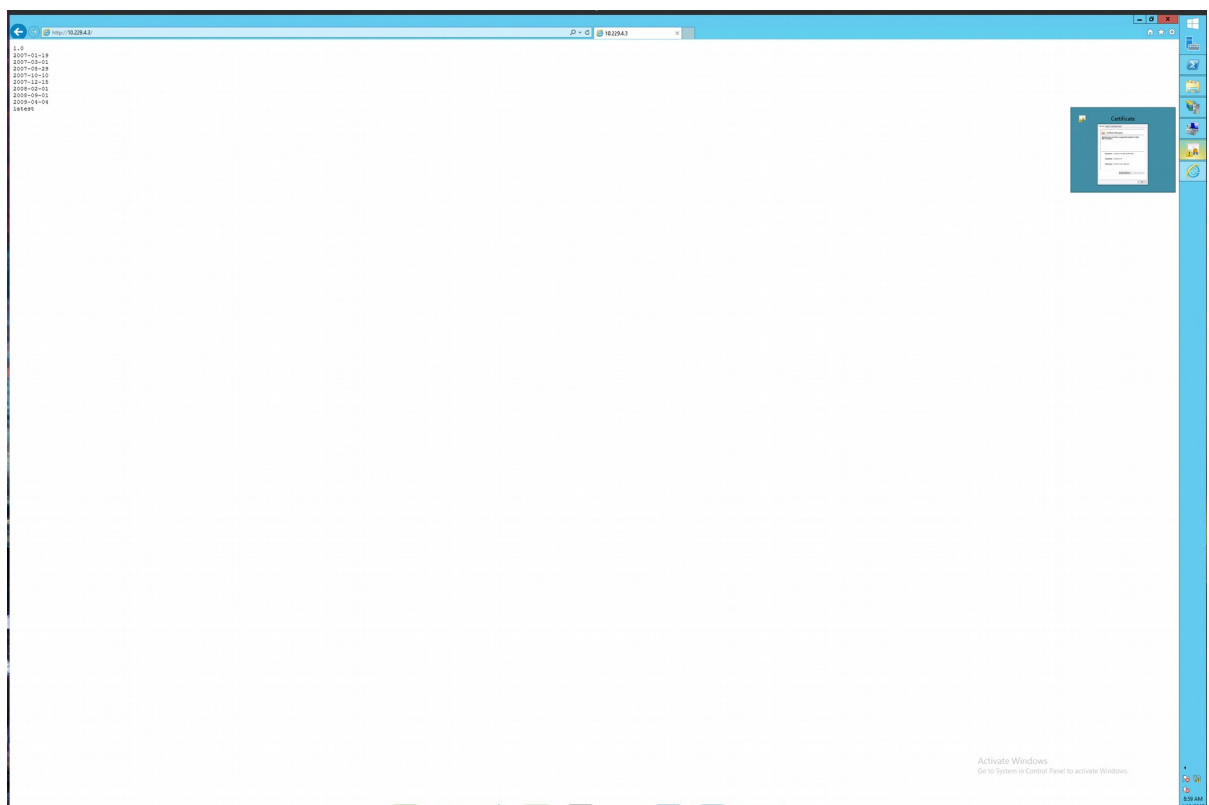 http://10.229.4.3/
10.229.4.3
1.0
2007-01-19
2007-03-01
2007-08-29
2007-10-10
2007-12-15
2008-02-01
2008-09-01
2009-04-04
latest
Certificate
Activate Windows
Go to System in Control Panel to activate Windows.
8:59 AM